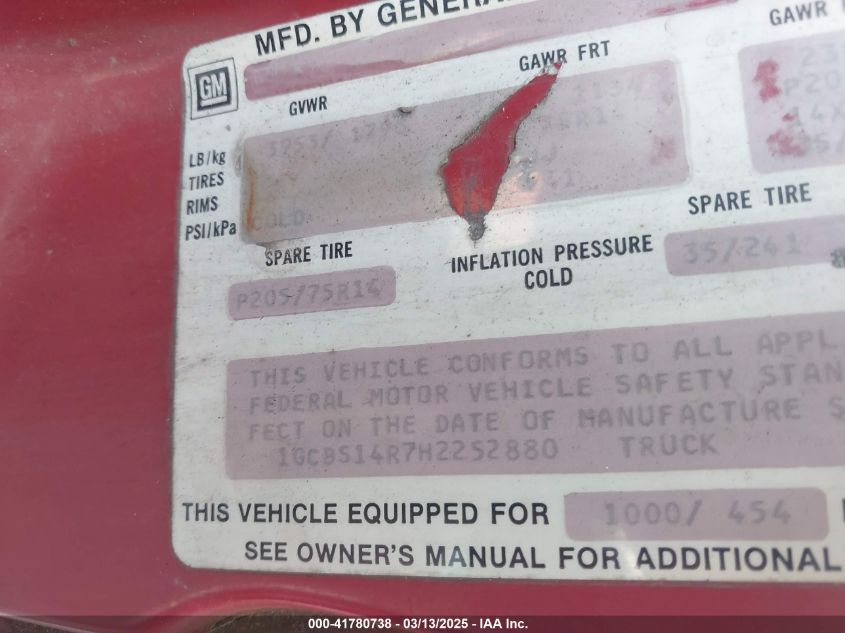 MFD. BY GENERA
GAWR
GM
GVWR
GAWR FRT
LB/kg
TIRES
RIMS
PSI/kPa
COLD
SPARE TIRE
P205/75R14
INFLATION PRESSURE
COLD
SPARE TIRE
35/241
THIS VEHICLE CONFORMS TO ALL APPL
FEDERAL MOTOR VEHICLE SAFETY STAN
FECT ON THE DATE OF MANUFACTURE S
1GCBS14R7H2252880 TRUCK
THIS VEHICLE EQUIPPED FOR 1000/ 454
SEE OWNER'S MANUAL FOR ADDITIONAL
000-41780738 - 03/13/2025 - IAA Inc.